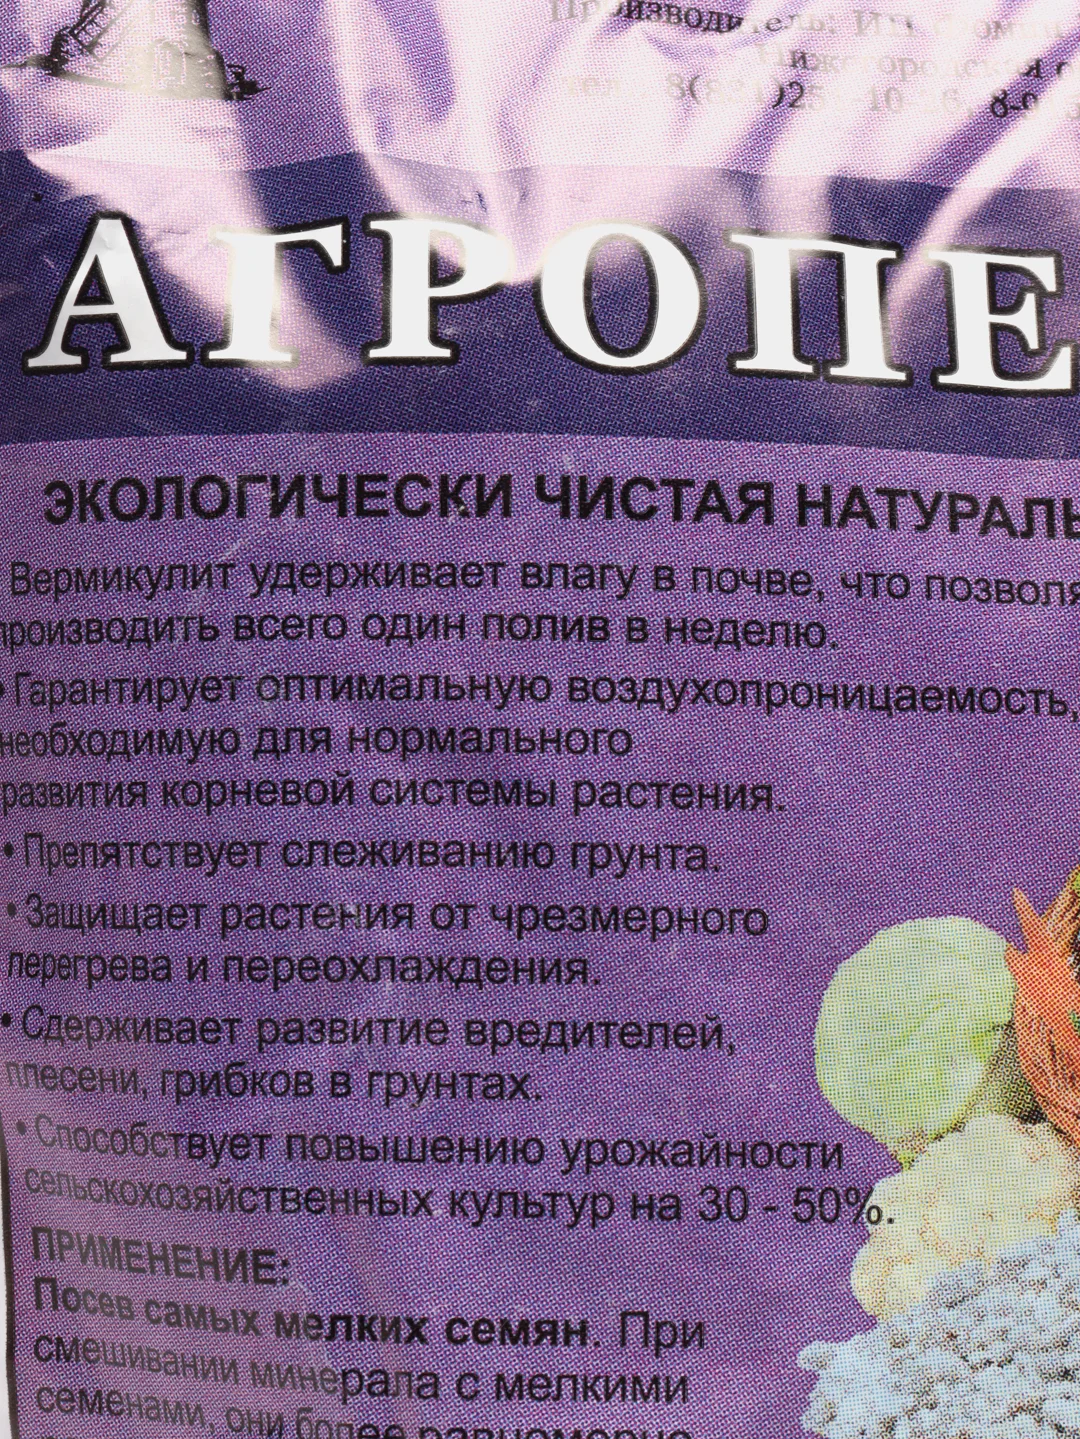 Производитель:
АГРОПЕ
ЭКОЛОГИЧЕСКИ ЧИСТАЯ НАТУРАЛЬ
Вермикулит удерживает влагу в почве, что позволя
производить всего один полив в неделю.
• Гарантирует оптимальную воздухопроницаемость,
необходимую для нормального
развития корневой системы растения.
• Препятствует слеживанию грунта.
• Защищает растения от чрезмерного
перегрева и переохлаждения.
• Сдерживает развитие вредителей,
плесени, грибков в грунтах.
• Способствует повышению урожайности
сельскохозяйственных культур на 30 - 50%.
ПРИМЕНЕНИЕ:
Посев самых мелких семян. При
смешивании минерала с мелкими
семенами, они более равномерно